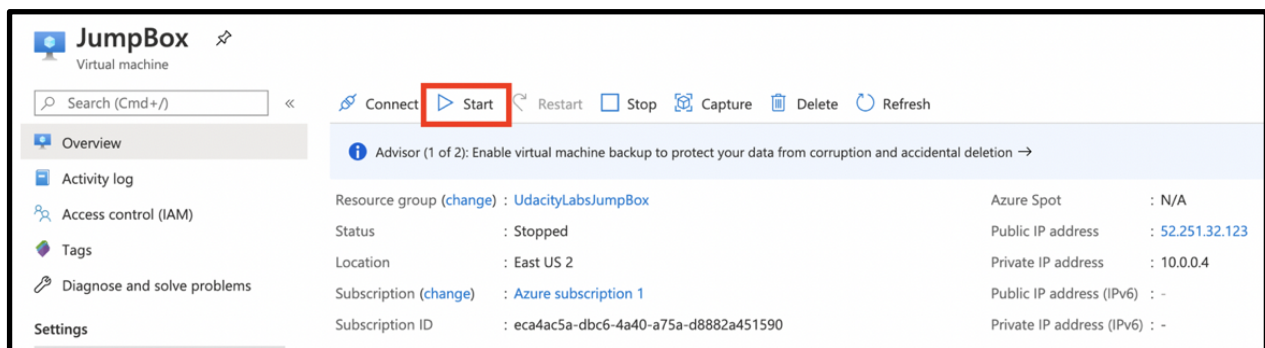 JumpBox
Virtual machine
Search (Cmd+/)
«
Connect Start Restart Stop Capture Delete Refresh
Overview
Activity log
Access control (IAM)
Tags
Diagnose and solve problems
Settings
Advisor (1 of 2): Enable virtual machine backup to protect your data from corruption and accidental deletion →
Resource group (change) : UdacityLabsJumpBox
Status : Stopped
Location : East US 2
Subscription (change) : Azure subscription 1
Subscription ID : eca4ac5a-dbc6-4a40-a75a-d8882a451590
Azure Spot : N/A
Public IP address : 52.251.32.123
Private IP address : 10.0.0.4
Public IP address (IPv6) : -
Private IP address (IPv6) : -